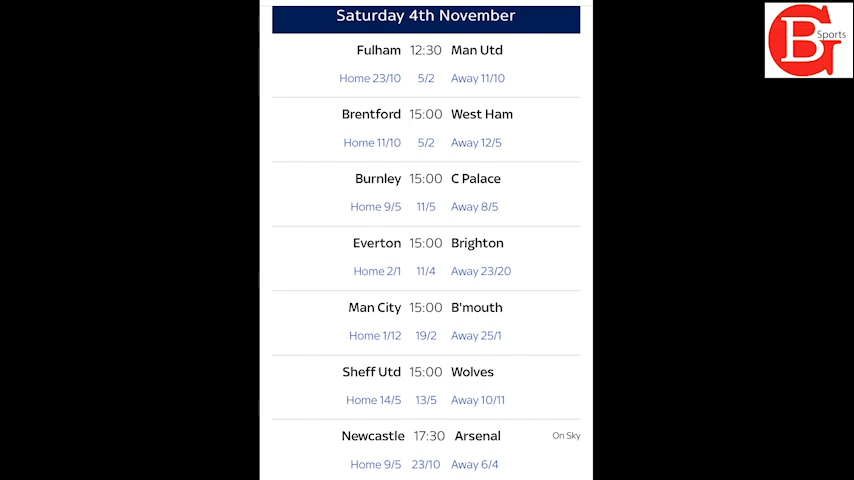 Saturday 4th November
Fulham 12:30 Man Utd
Home 23/10 5/2 Away 11/10
Brentford 15:00 West Ham
Home 11/10 5/2 Away 12/5
Burnley 15:00 C Palace
Home 9/5 11/5 Away 8/5
Everton 15:00 Brighton
Home 2/1 11/4 Away 23/20
Man City 15:00 B'mouth
Home 1/12 19/2 Away 25/1
Sheff Utd 15:00 Wolves
Home 14/5 13/5 Away 10/11
Newcastle 17:30 Arsenal On Sky
Home 9/5 23/10 Away 6/4
BG Sports